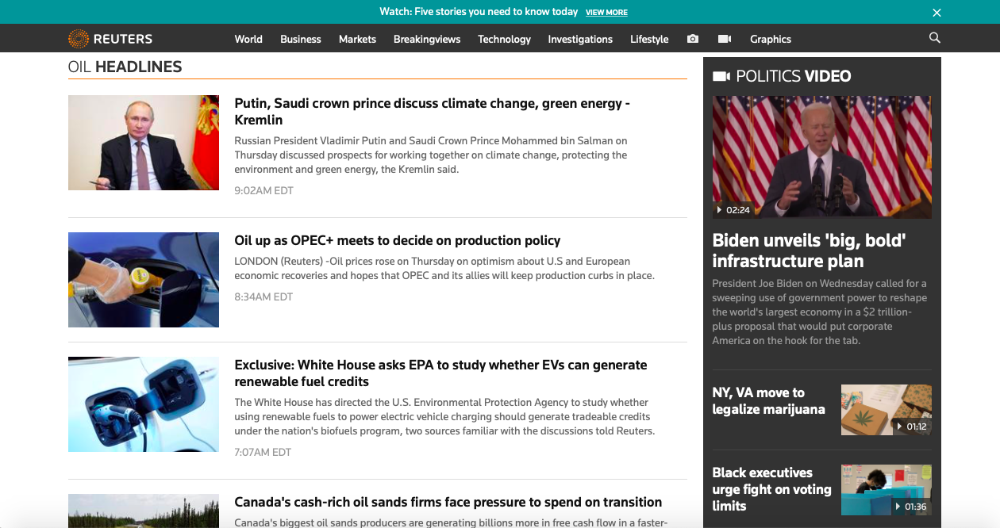 Watch: Five stories you need to know today VIEW MORE
REUTERS World Business Markets Breakingviews Technology Investigations Lifestyle Graphics
OIL HEADLINES
Putin, Saudi crown prince discuss climate change, green energy -
Kremlin
Russian President Vladimir Putin and Saudi Crown Prince Mohammed bin Salman on
Thursday discussed prospects for working together on climate change, protecting the
environment and green energy, the Kremlin said.
9:02AM EDT
Oil up as OPEC+ meets to decide on production policy
LONDON (Reuters) -Oil prices rose on Thursday on optimism about U.S and European
economic recoveries and hopes that OPEC and its allies will keep production curbs in place.
8:34AM EDT
Exclusive: White House asks EPA to study whether EVs can generate
renewable fuel credits
The White House has directed the U.S. Environmental Protection Agency to study whether
using renewable fuels to power electric vehicle charging should generate tradeable credits
under the nation's biofuels program, two sources familiar with the discussions told Reuters.
7:07AM EDT
Canada's cash-rich oil sands firms face pressure to spend on transition
Canada's biggest oil sands producers are generating billions more in free cash flow in a faster-
POLITICS VIDEO
02:24
Biden unveils 'big, bold'
infrastructure plan
President Joe Biden on Wednesday called for a
sweeping use of government power to reshape
the world's largest economy in a $2 trillion-
plus proposal that would put corporate
America on the hook for the tab.
NY, VA move to
legalize marijuana
01:12
Black executives
urge fight on voting
limits
01:36